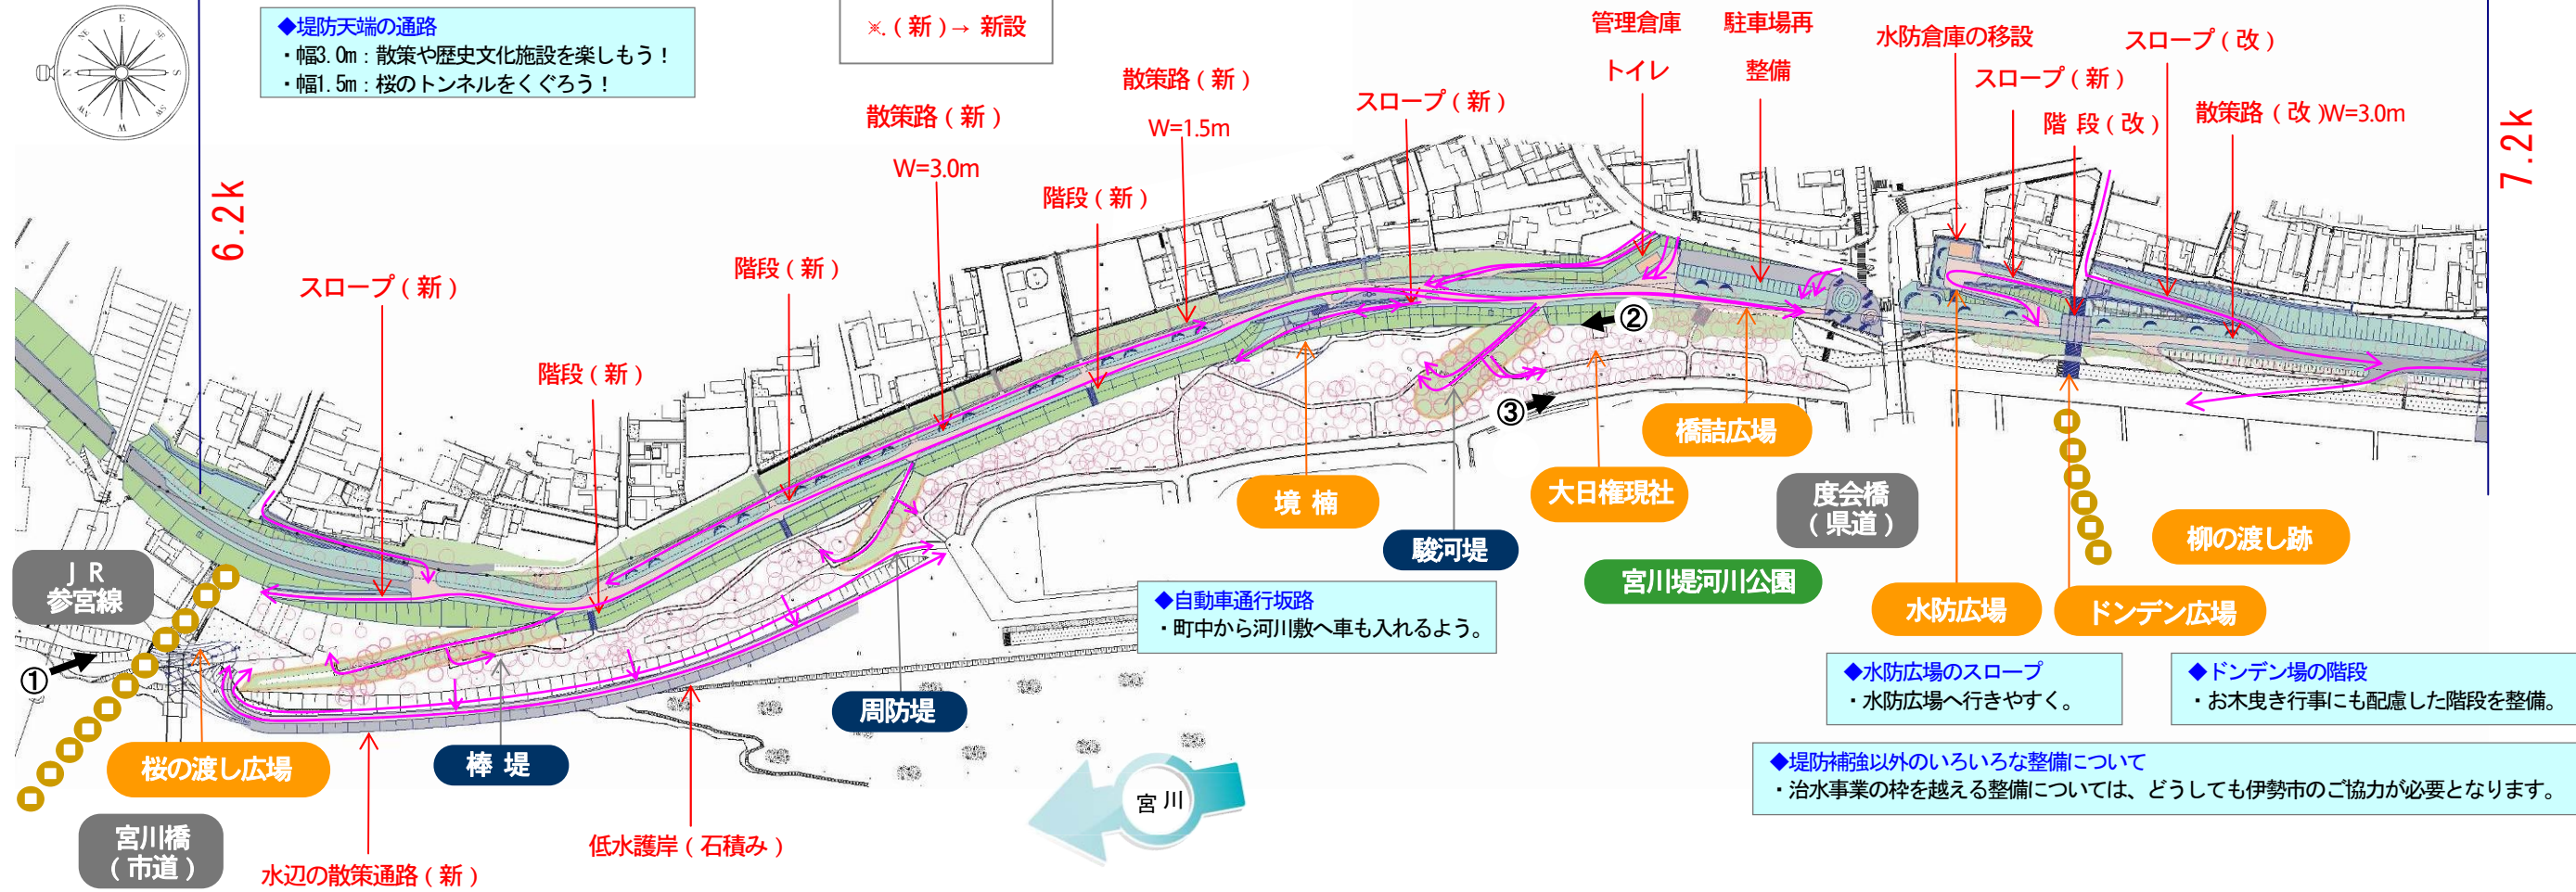 ◆堤防天端の通路
・幅3.0m：散策や歴史文化施設を楽しもう！
・幅1.5m：桜のトンネルをくぐろう！
※.（新）→ 新設
E
N
S
W
NE
SE
NW
SW
6.2k
7.2k
管理倉庫
トイレ
駐車場再
整備
水防倉庫の移設
スロープ（改）
スロープ（新）
階 段（改）
散策路（改）W=3.0m
散策路（新）
W=1.5m
スロープ（新）
散策路（新）
W=3.0m
階段（新）
階段（新）
スロープ（新）
階段（新）
②
③
①
橋詰広場
大日権現社
境 楠
駿河堤
度会橋
（県道）
柳の渡し跡
宮川堤河川公園
水防広場
ドンデン広場
ＪＲ
参宮線
◆自動車通行坂路
・町中から河川敷へ車も入れるよう。
◆水防広場のスロープ
・水防広場へ行きやすく。
◆ドンデン場の階段
・お木曳き行事にも配慮した階段を整備。
周防堤
棒 堤
桜の渡し広場
◆堤防補強以外のいろいろな整備について
・治水事業の枠を越える整備については、どうしても伊勢市のご協力が必要となります。
宮川
宮川橋
（市道）
低水護岸（石積み）
水辺の散策通路（新）